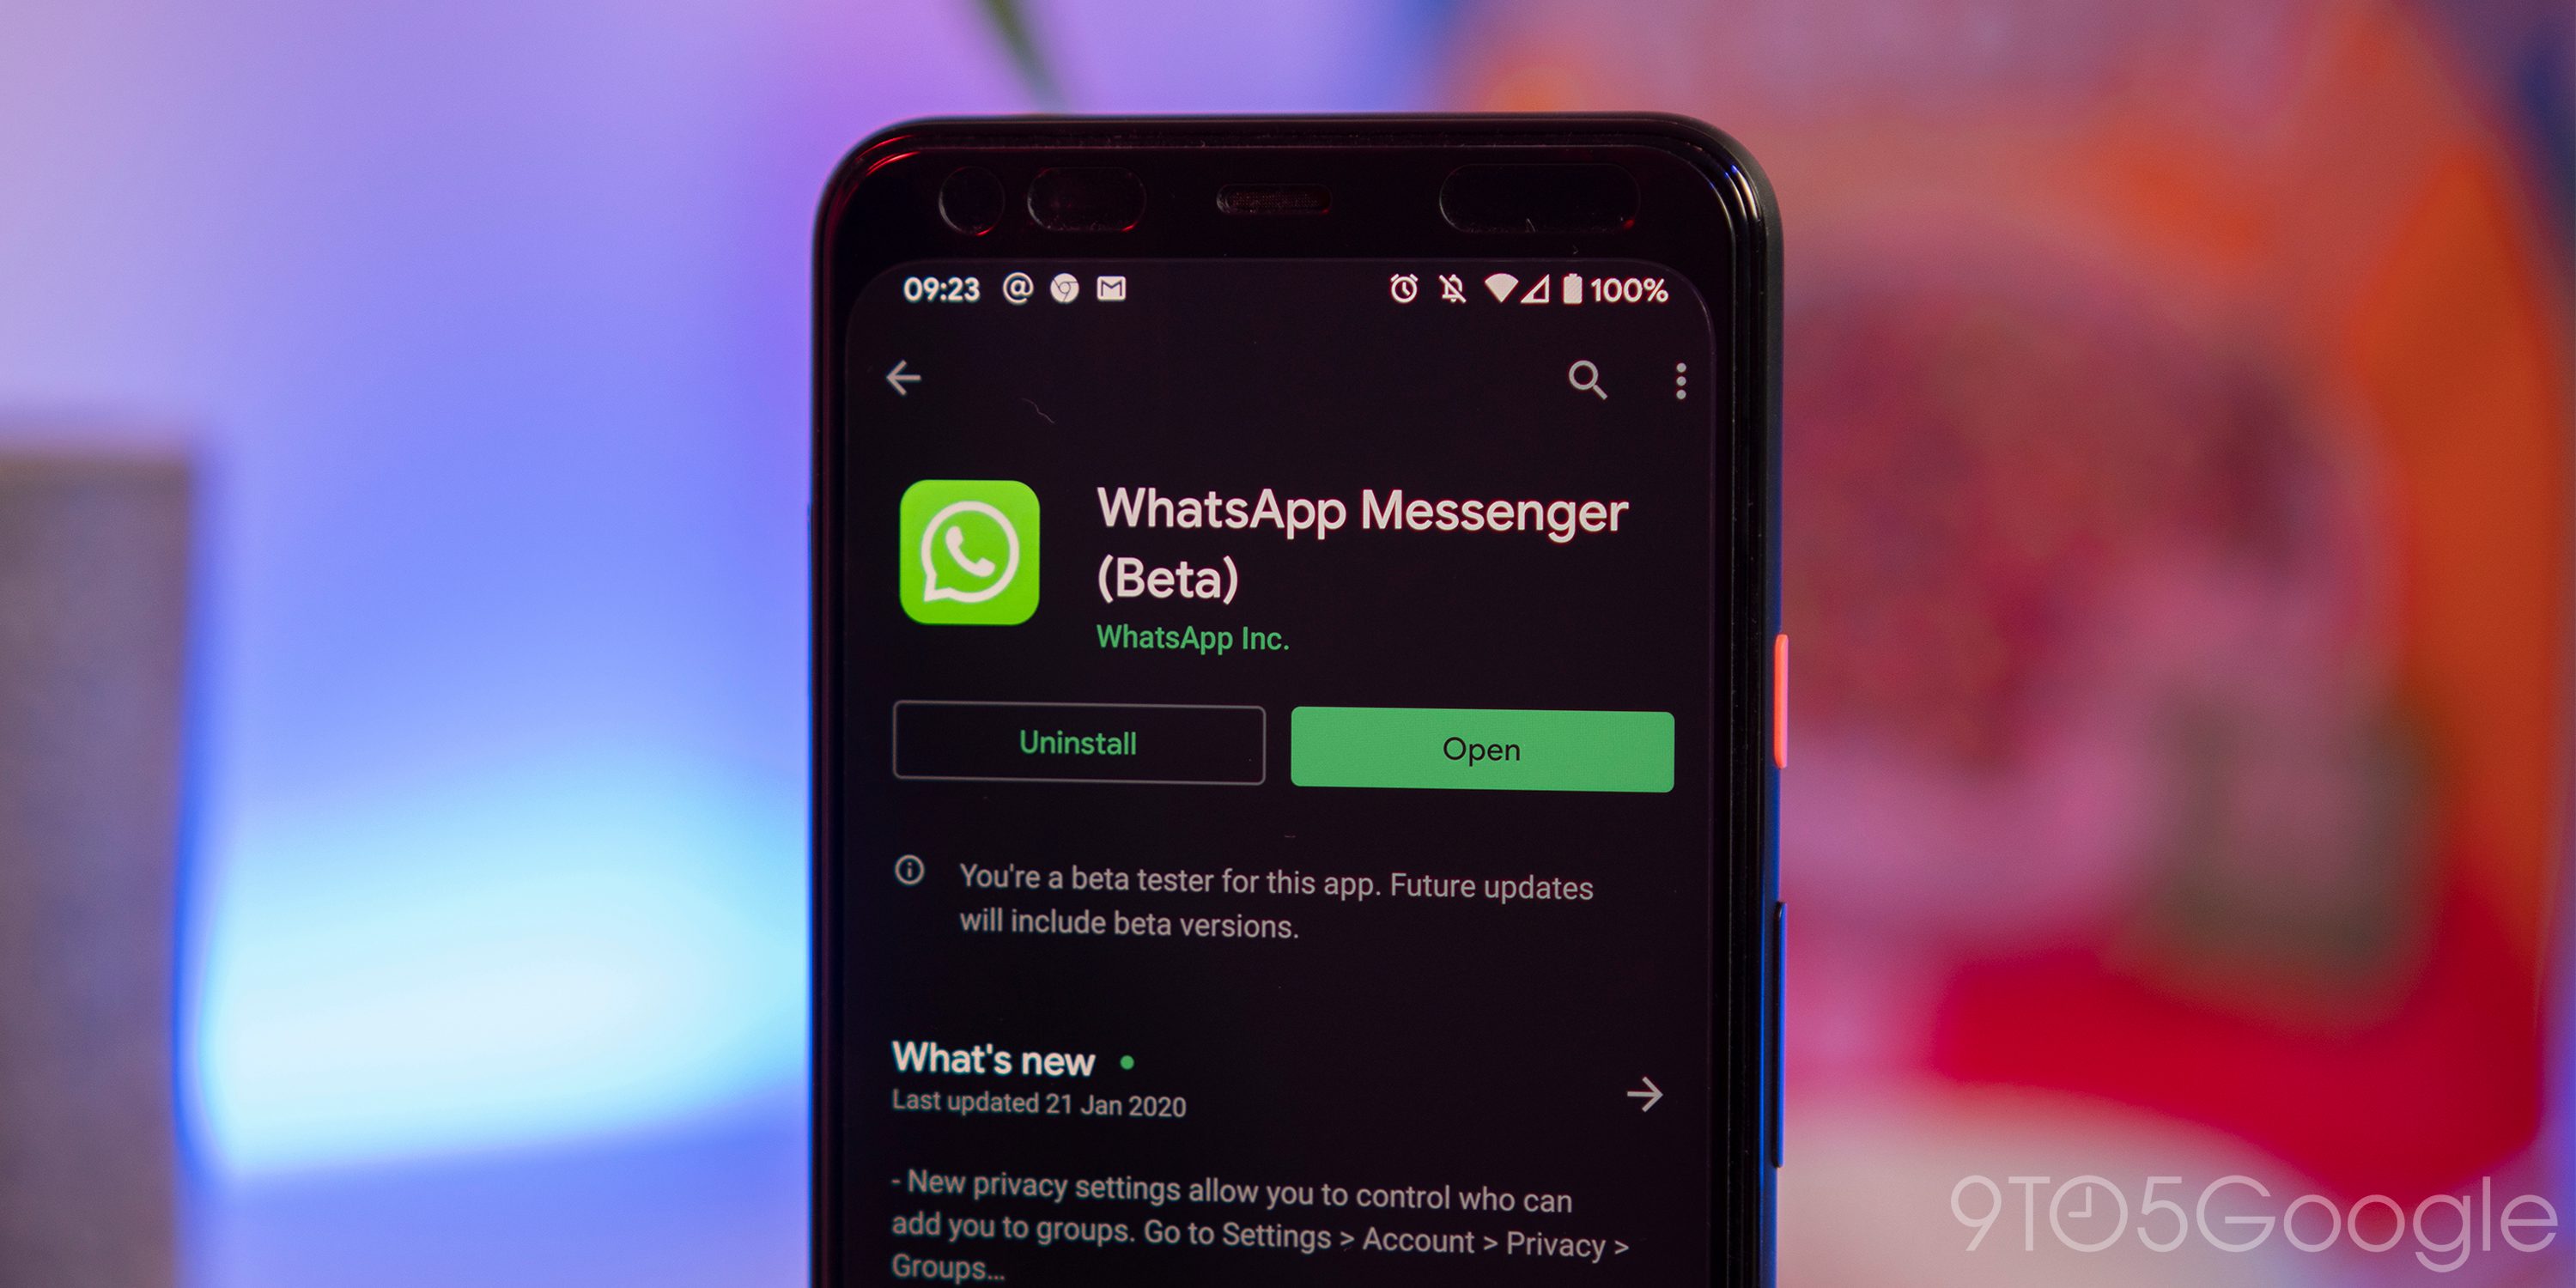 09:23 100%
WhatsApp Messenger
(Beta)
WhatsApp Inc.
Uninstall Open
You're a beta tester for this app. Future updates
will include beta versions.
What's new
Last updated 21 Jan 2020
- New privacy settings allow you to control who can
add you to groups. Go to Settings > Account > Privacy >
Groups...
9TO5Google